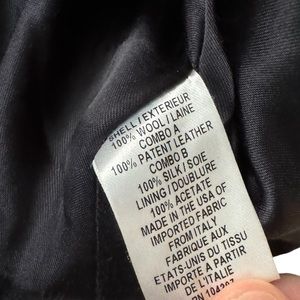 SHELL/EXTERIEUR
100% WOOL/LAINE
COMBO A
100% PATENT LEATHER
COMBO B
100% SILK/SOIE
LINING/DOUBLURE
100% ACETATE
MADE IN THE USA OF
IMPORTED FABRIC
FROM ITALY
FABRIQUE AUX
ETATS-UNIS DU TISSU
IMPORTE A PARTIR
DE L'ITALIE